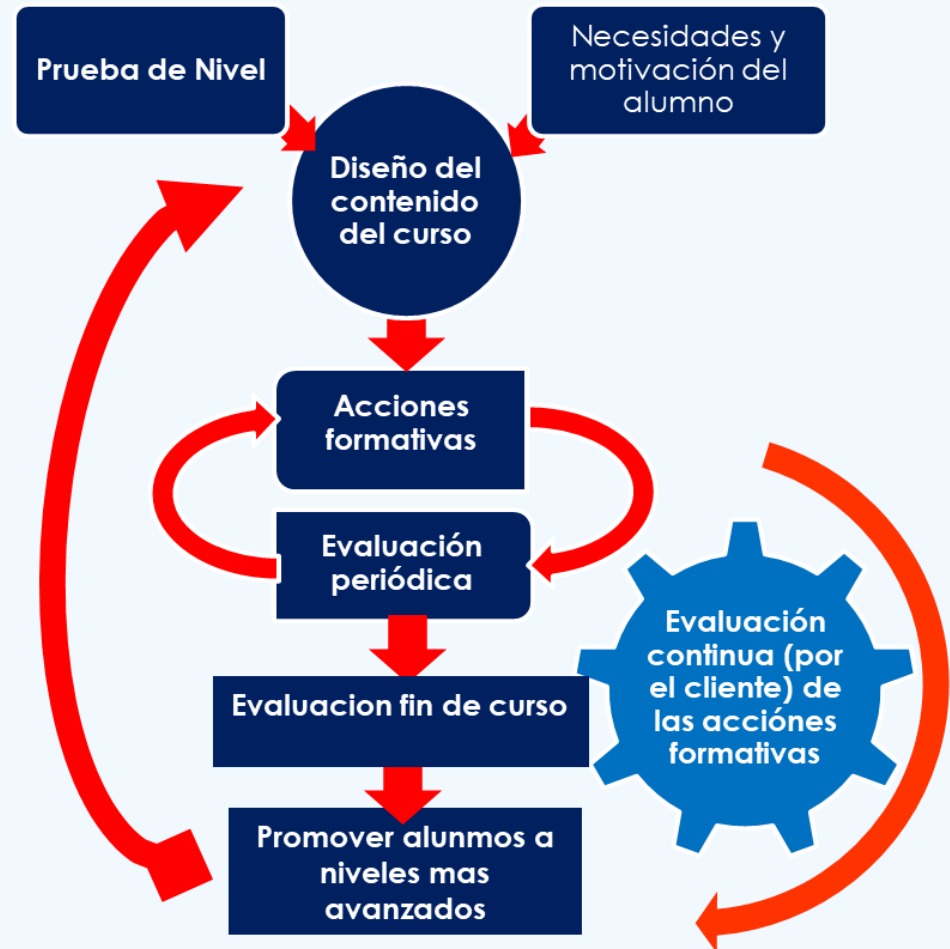 Prueba de Nivel
Necesidades y
motivación del
alumno
Diseño del
contenido
del curso
Acciones
formativas
Evaluación
periódica
Evaluacion fin de curso
Promover alunmos a
niveles mas
avanzados
Evaluación
continua (por
el cliente) de
las acciónes
formativas